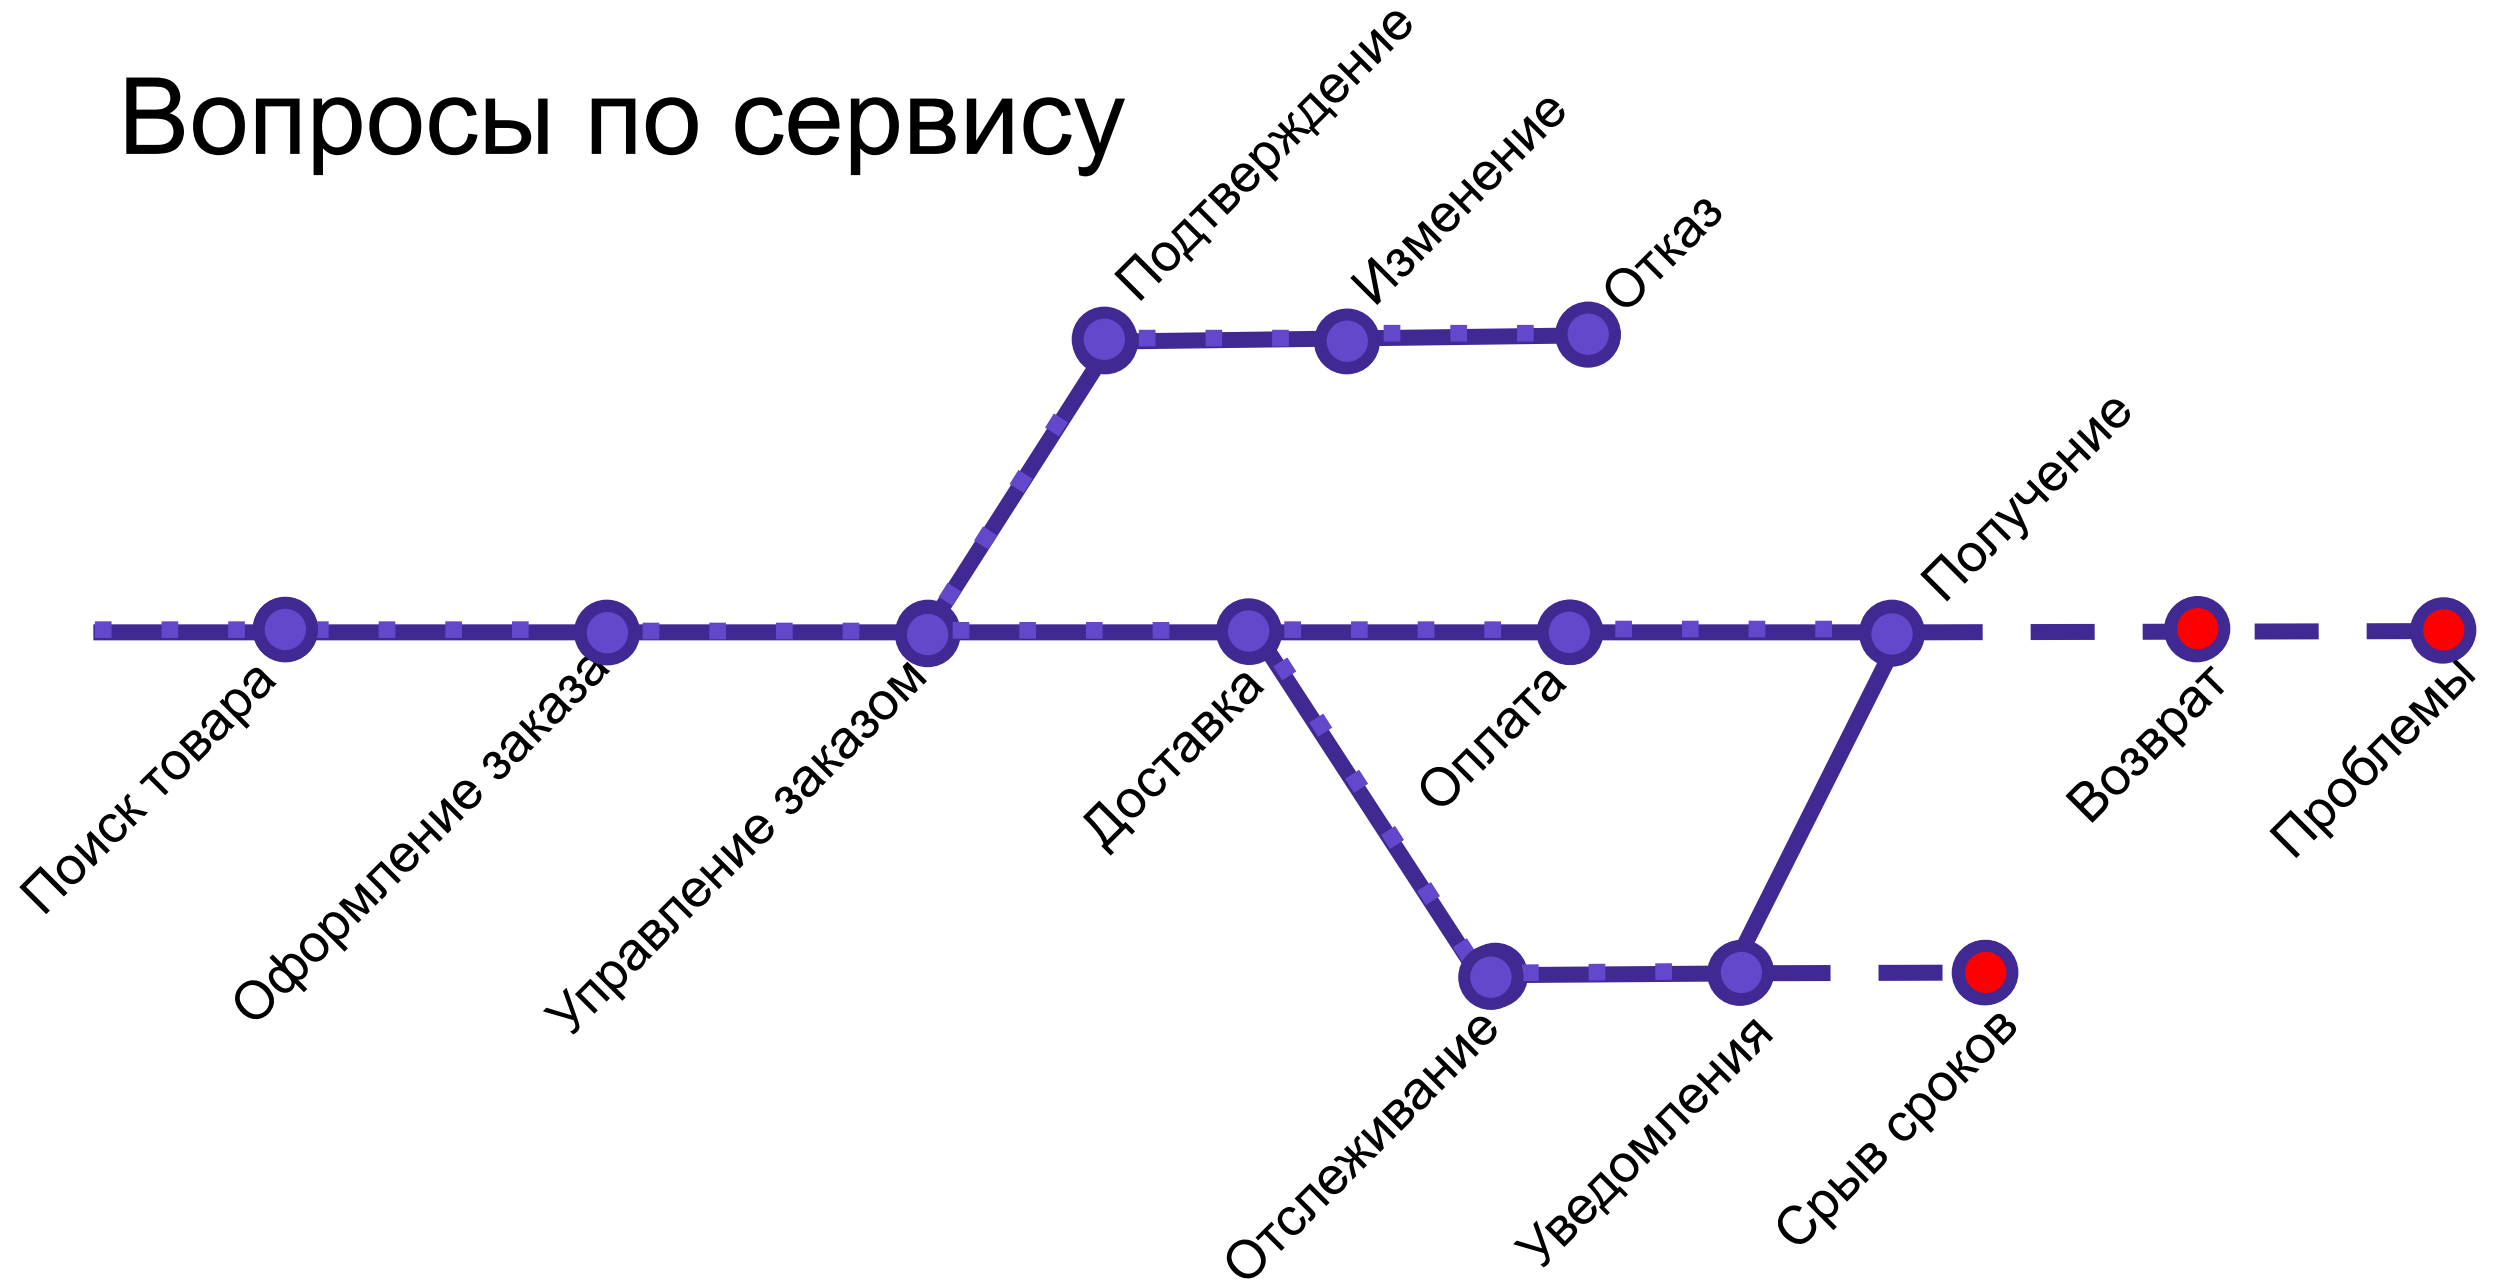 Вопросы по сервису
Подтверждение
Изменение
Отказ
Получение
Поиск товара
Оформление заказа
Управление заказом
Доставка
Оплата
Возврат
Проблемы
Отслеживание
Уведомления
Срыв сроков